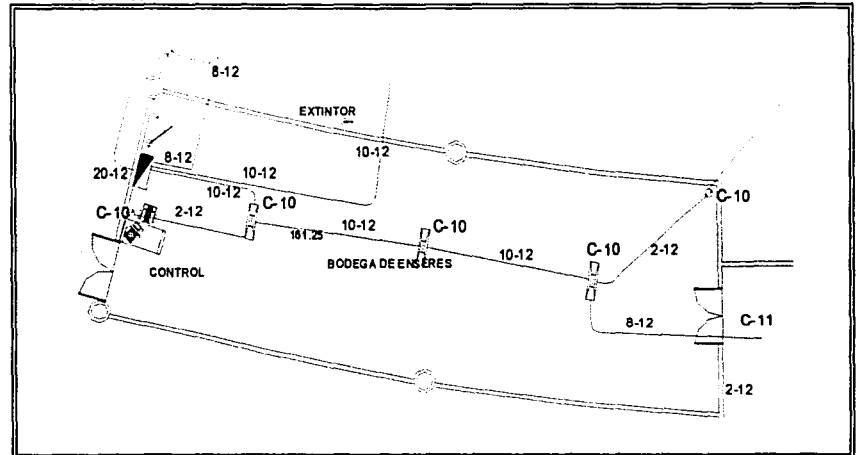 8-12
EXTINTOR
10-12
8-12
10-12
20-12
10-12
C-10
C-10
C-10
2-12
10-12
C-10
161.25
10-12
C-10
2-12
CONTROL
BODEGA DE ENSERES
8-12
C-11
2-12